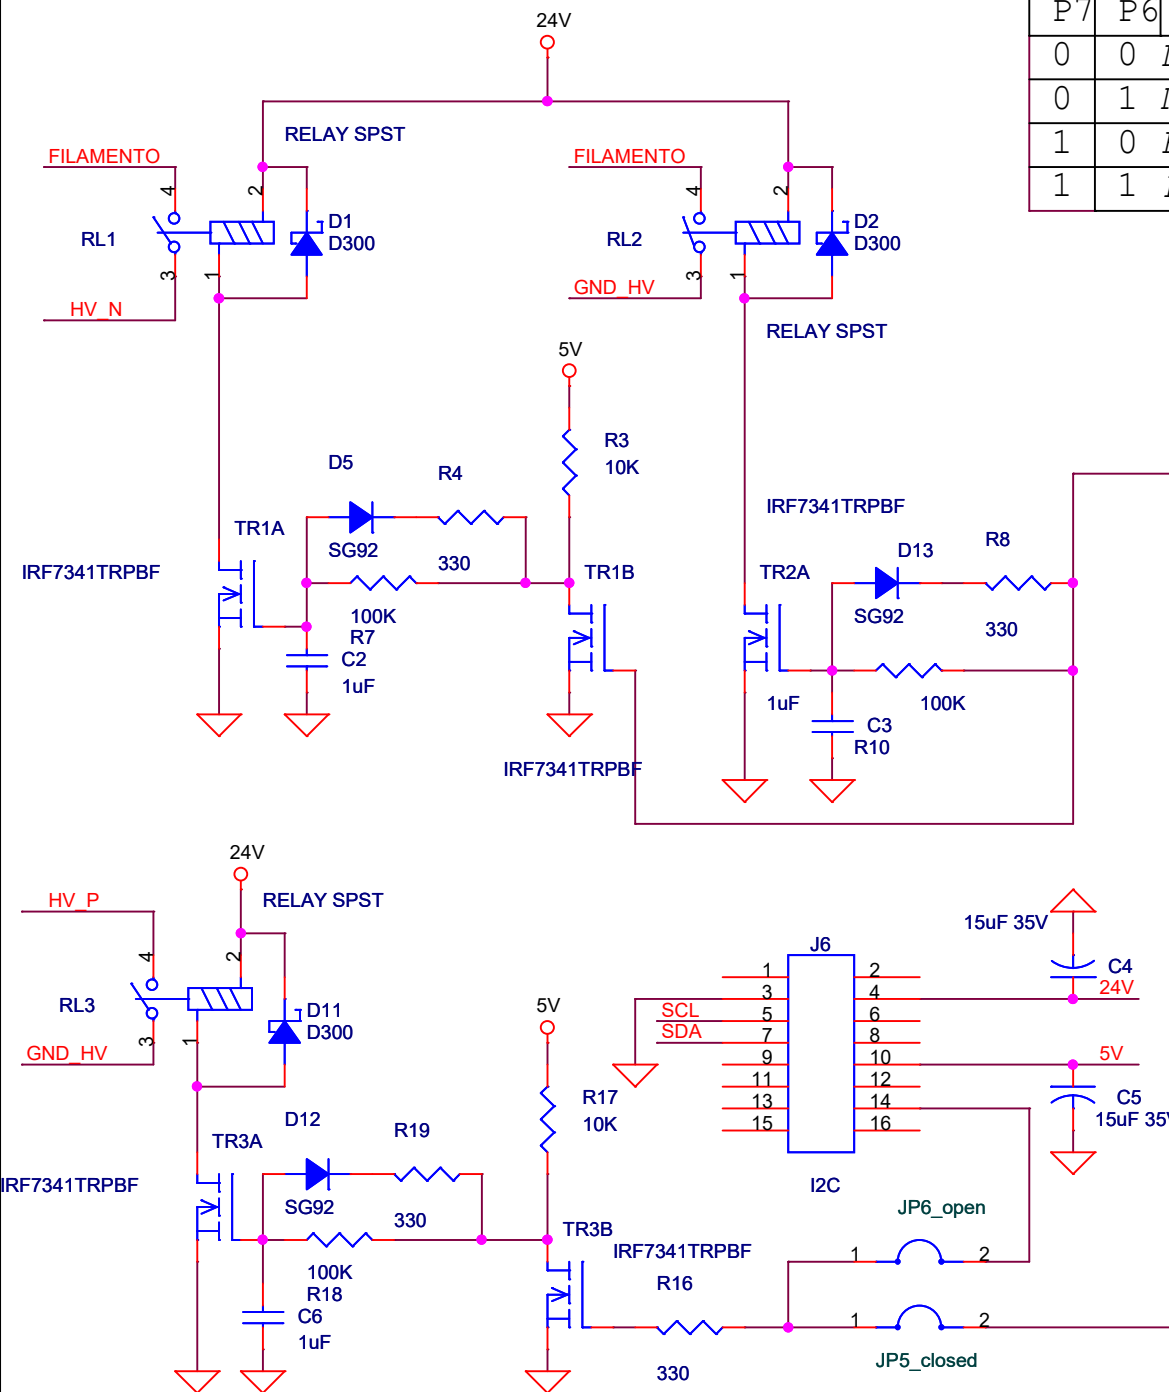 24V
P7 P6
0 0
0 1
1 0
1 1
RELAY SPST
FILAMENTO
4
2
D1
D300
RL1
3
1
HV_N
FILAMENTO
4
2
D2
D300
RL2
3
1
GND_HV
RELAY SPST
5V
R3
10K
D5
R4
TR1A
SG92
330
IRF7341TRPBF
100K
R7
C2
1uF
TR1B
IRF7341TRPBF
IRF7341TRPBF
D13
R8
TR2A
SG92
330
1uF
100K
C3
R10
24V
RELAY SPST
HV_P
4
2
RL3
D11
D300
3
1
GND_HV
5V
R17
10K
D12
R19
TR3A
IRF7341TRPBF
SG92
330
100K
R18
C6
1uF
TR3B
IRF7341TRPBF
R16
330
J6
1 2
3 4
SCL 5 6
SDA 7 8
9 10
11 12
13 14
15 16
I2C
15uF 35V
C4
24V
5V
C5
15uF 35V
JP6_open
1 2
1 2
JP5_closed